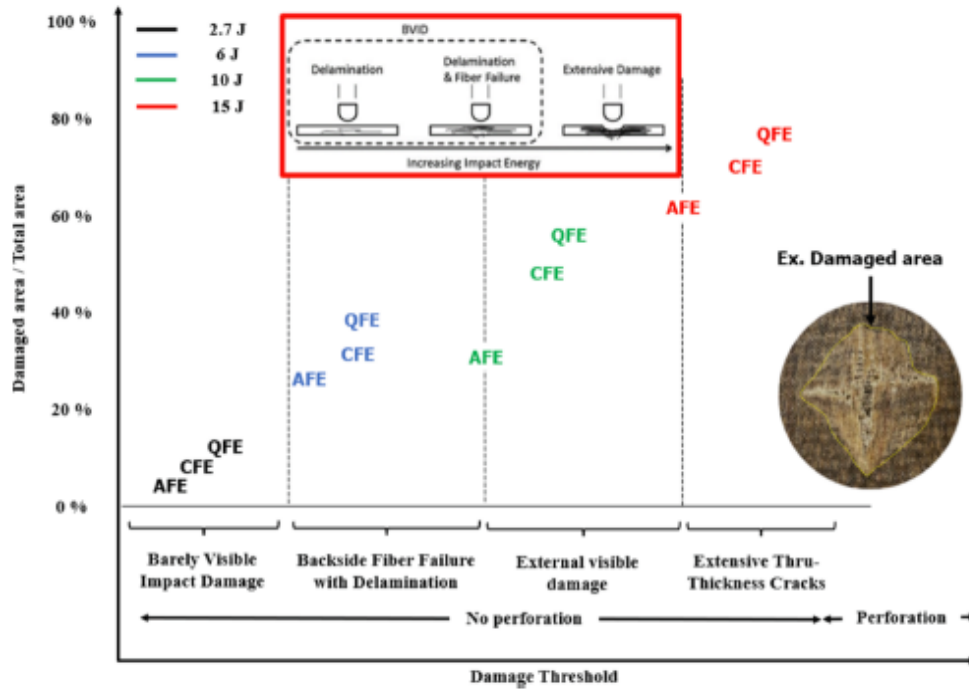 100 %
80 %
60 %
40 %
20 %
0 %
Damaged area / Total area
2.7 J
6 J
10 J
15 J
BVID
Delamination
Delamination
& Fiber Failure
Extensive Damage
Increasing Impact Energy
QFE
CFE
AFE
QFE
CFE
AFE
QFE
CFE
AFE
QFE
CFE
AFE
Ex. Damaged area
Barely Visible
Impact Damage
Backside Fiber Failure
with Delamination
External visible
damage
Extensive Thru-
Thickness Cracks
No perforation
Perforation
Damage Threshold